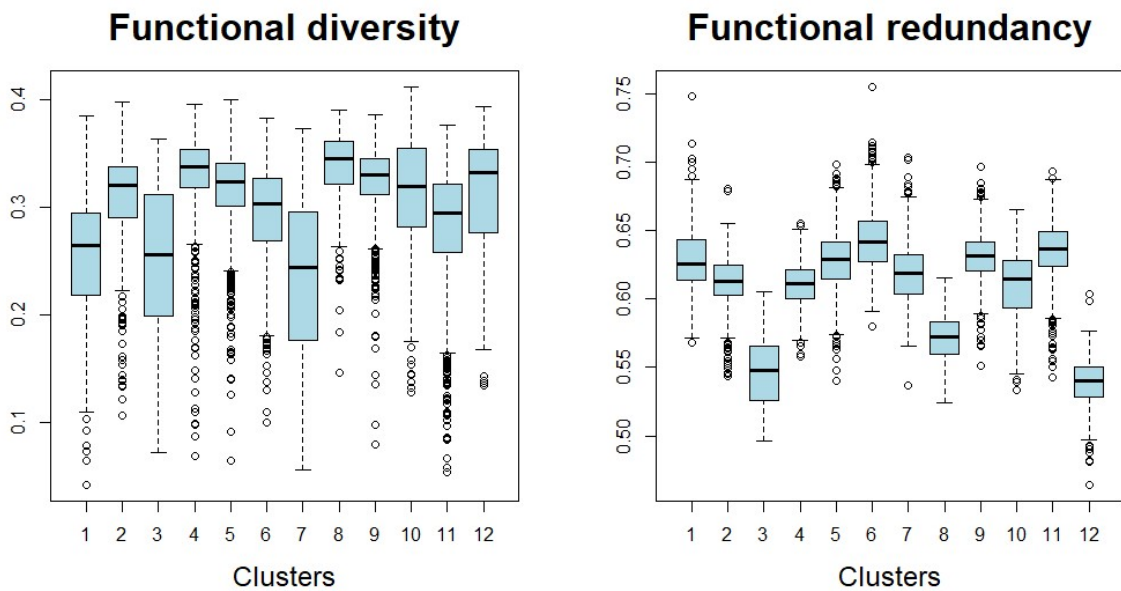 Functional diversity
0.4
0.3
0.2
0.1
1 2 3 4 5 6 7 8 9 10 11 12
Clusters
Functional redundancy
0.75
0.70
0.65
0.60
0.55
0.50
1 2 3 4 5 6 7 8 9 10 11 12
Clusters